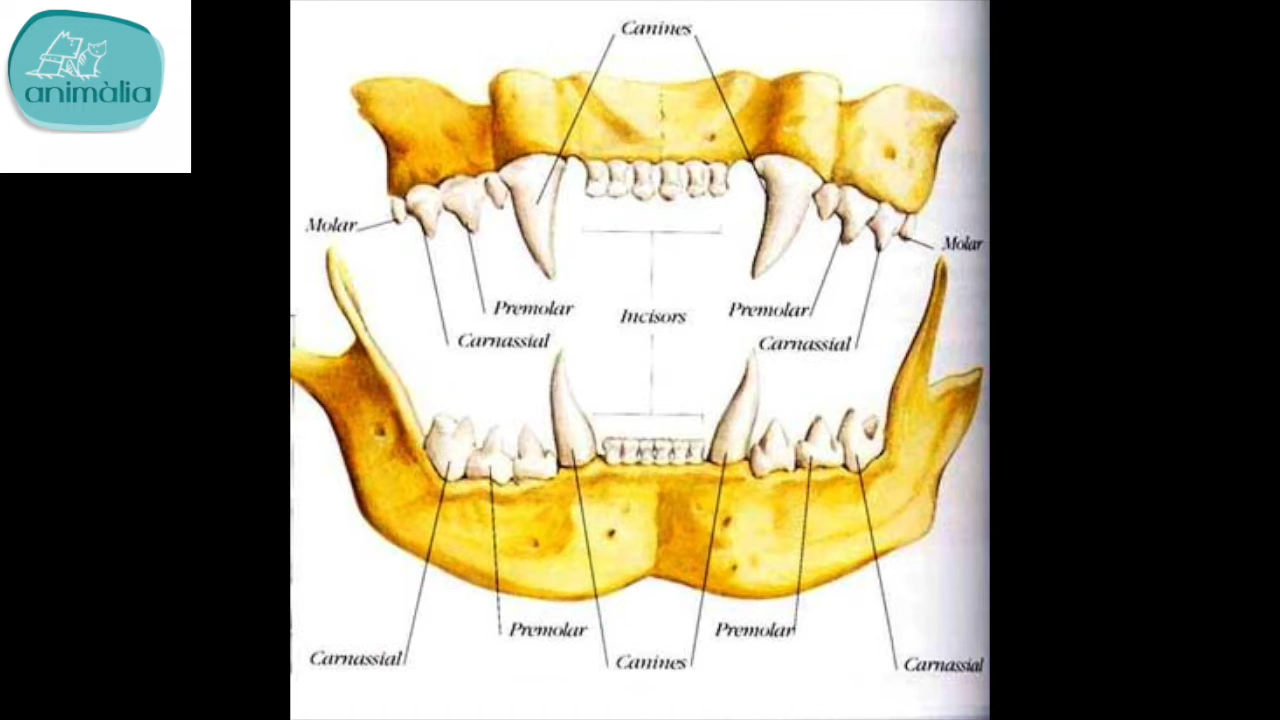 animàlia
Canines
Molar
Molar
Premolar
Incisors
Premolar
Carnassial
Carnassial
Premolar
Premolar
Carnassial
Canines
Carnassial